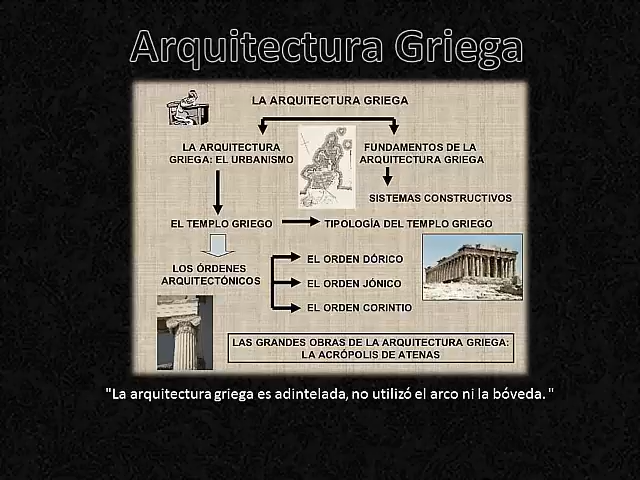 Arquitectura Griega
LA ARQUITECTURA GRIEGA
LA ARQUITECTURA
GRIEGA: EL URBANISMO
FUNDAMENTOS DE LA
ARQUITECTURA GRIEGA
SISTEMAS CONSTRUCTIVOS
EL TEMPLO GRIEGO
TIPOLOGÍA DEL TEMPLO GRIEGO
LOS ÓRDENES
ARQUITECTÓNICOS
EL ORDEN DÓRICO
EL ORDEN JÓNICO
EL ORDEN CORINTIO
LAS GRANDES OBRAS DE LA ARQUITECTURA GRIEGA:
LA ACRÓPOLIS DE ATENAS
"La arquitectura griega es adintelada, no utilizó el arco ni la bóveda. "